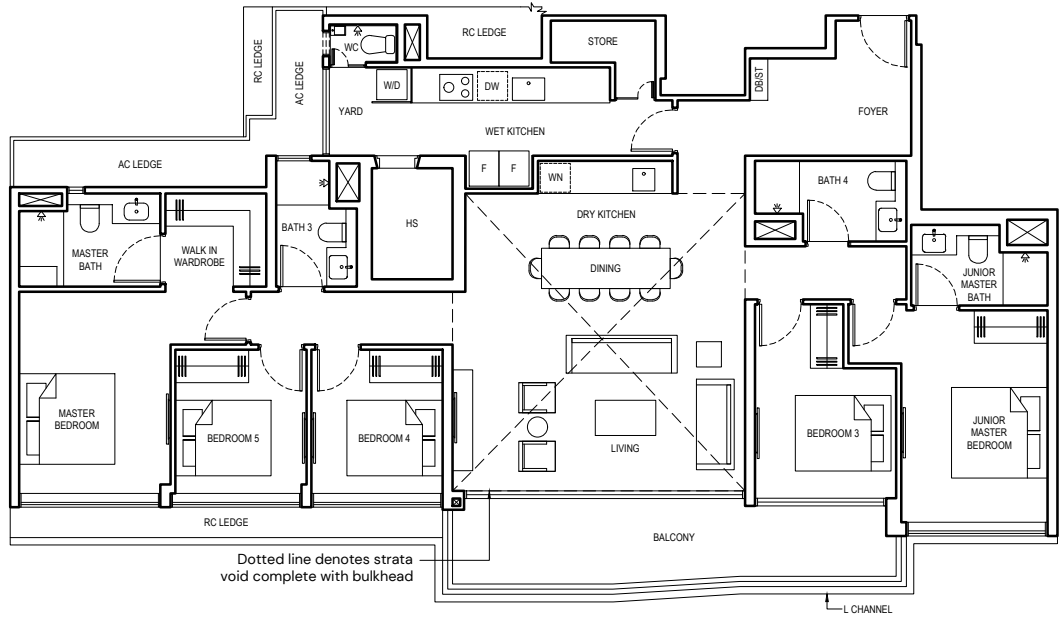 RC LEDGE
AC LEDGE
WC
RC LEDGE
STORE
DB/ST
FOYER
W/D
DW
YARD
WET KITCHEN
AC LEDGE
F
F
WN
BATH 4
DRY KITCHEN
HS
BATH 3
MASTER
BATH
WALK IN
WARDROBE
DINING
JUNIOR
MASTER
BATH
MASTER
BEDROOM
BEDROOM 5
BEDROOM 4
LIVING
BEDROOM 3
JUNIOR
MASTER
BEDROOM
RC LEDGE
BALCONY
Dotted line denotes strata
void complete with bulkhead
L CHANNEL